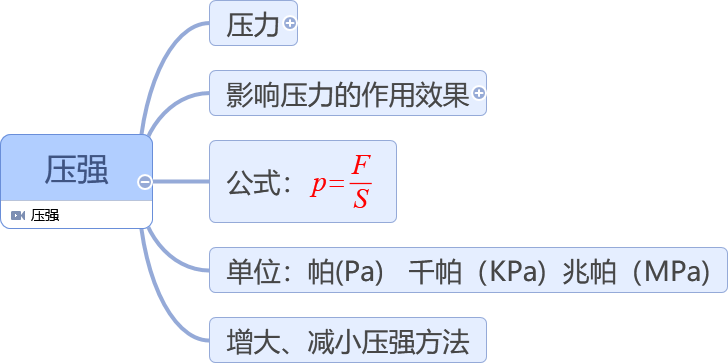 压力
影响压力的作用效果
压强
压强
公式：p=F/S
单位：帕(Pa) 千帕（KPa）兆帕（MPa)
增大、减小压强方法